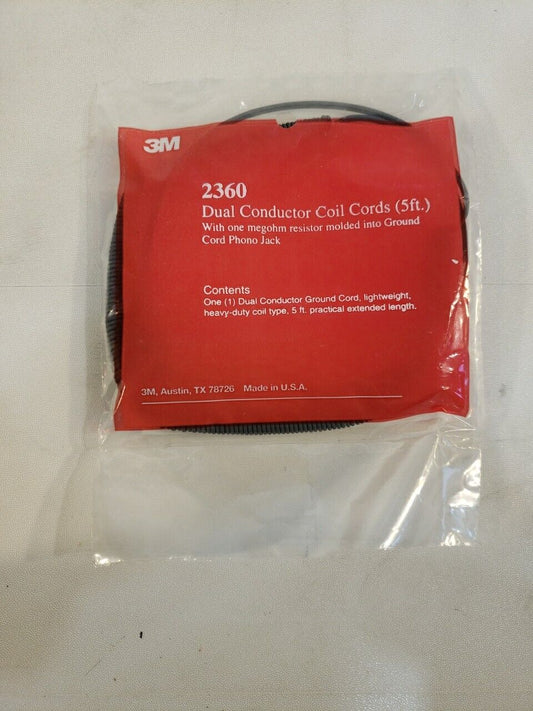 3M
2360
Dual Conductor Coil Cords (5ft.)
With one megohm resistor molded into Ground
Cord Phono Jack
Contents
One (1) Dual Conductor Ground Cord, lightweight,
heavy-duty coil type, 5 ft. practical extended length.
3M, Austin, TX 78726 Made in U.S.A.